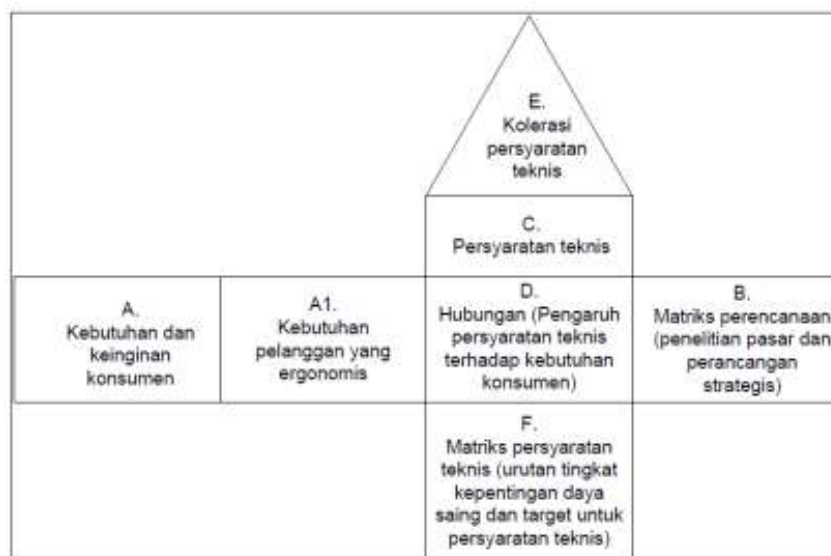 E.
Kolerasi
persyaratan
teknis
C.
Persyaratan teknis
A.
Kebutuhan dan
keinginan
konsumen
A1.
Kebutuhan
pelanggan yang
ergonomis
D.
Hubungan (Pengaruh
persyaratan teknis
terhadap kebutuhan
konsumen)
B.
Matriks perencanaan
(penelitian pasar dan
perancangan
strategis)
F.
Matriks persyaratan
teknis (urutan tingkat
kepentingan daya
saing dan target untuk
persyaratan teknis)